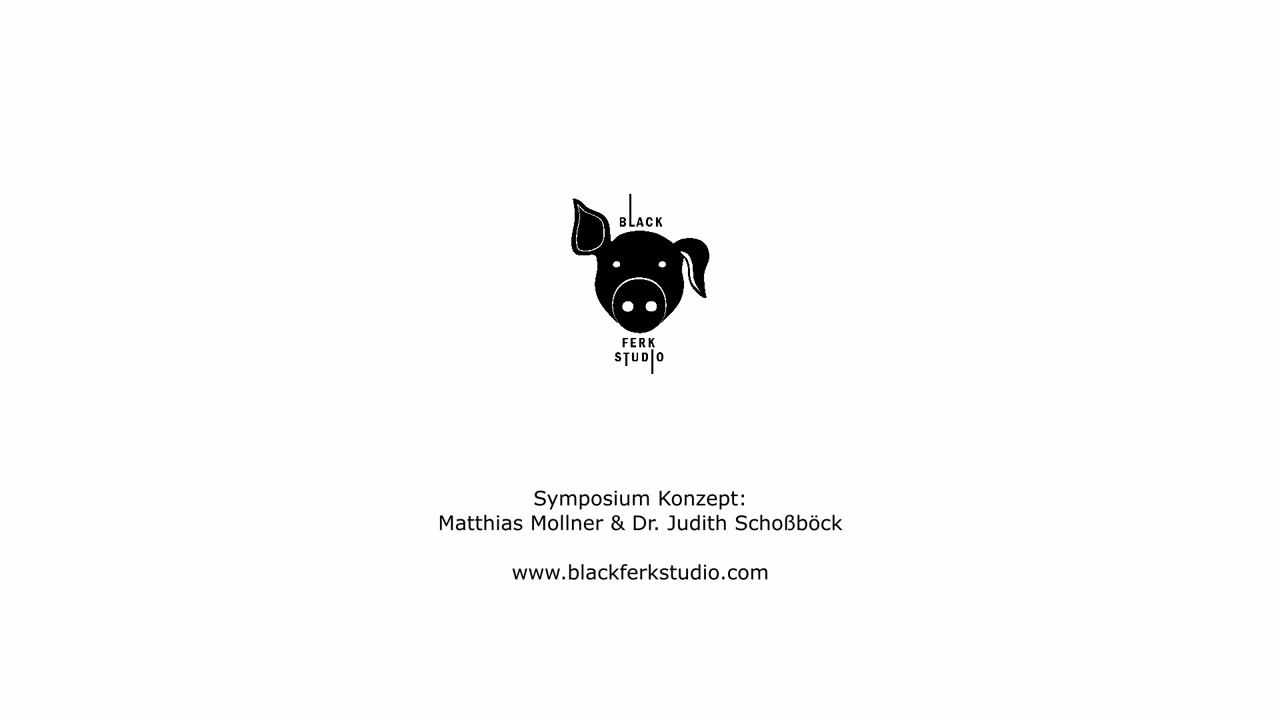 BLACK
FERK
STUDIO
Symposium Konzept:
Matthias Mollner & Dr. Judith Schoßböck
www.blackferkstudio.com